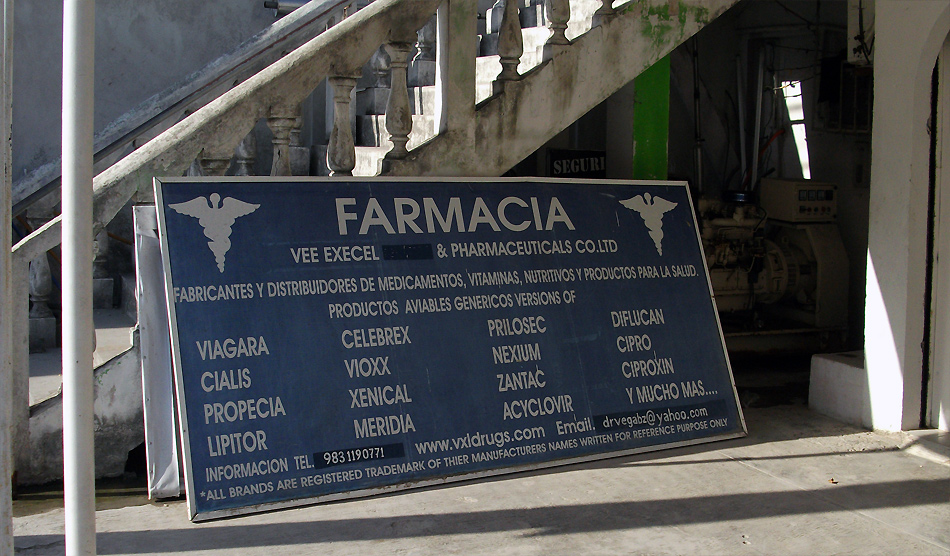 SEGURI
FARMACIA
VEE EXECEL & PHARMACEUTICALS CO.LTD
FABRICANTES Y DISTRIBUIDORES DE MEDICAMENTOS, VITAMINAS, NUTRITIVOS Y PRODUCTOS PARA LA SALUD.
PRODUCTOS AVIABLES GENERICOS VERSIONS OF
VIAGARA CELEBREX PRILOSEC DIFLUCAN
CIALIS VIOXX NEXIUM CIPRO
PROPECIA XENICAL ZANTAC CIPROXIN
LIPITOR MERIDIA ACYCLOVIR Y MUCHO MAS....
INFORMACION TEL. 9831190771 www.vxldrugs.com Email. drvegabz@yahoo.com
*ALL BRANDS ARE REGISTERED TRADEMARK OF THIER MANUFACTURERS NAMES WRITTEN FOR REFERENCE PURPOSE ONLY